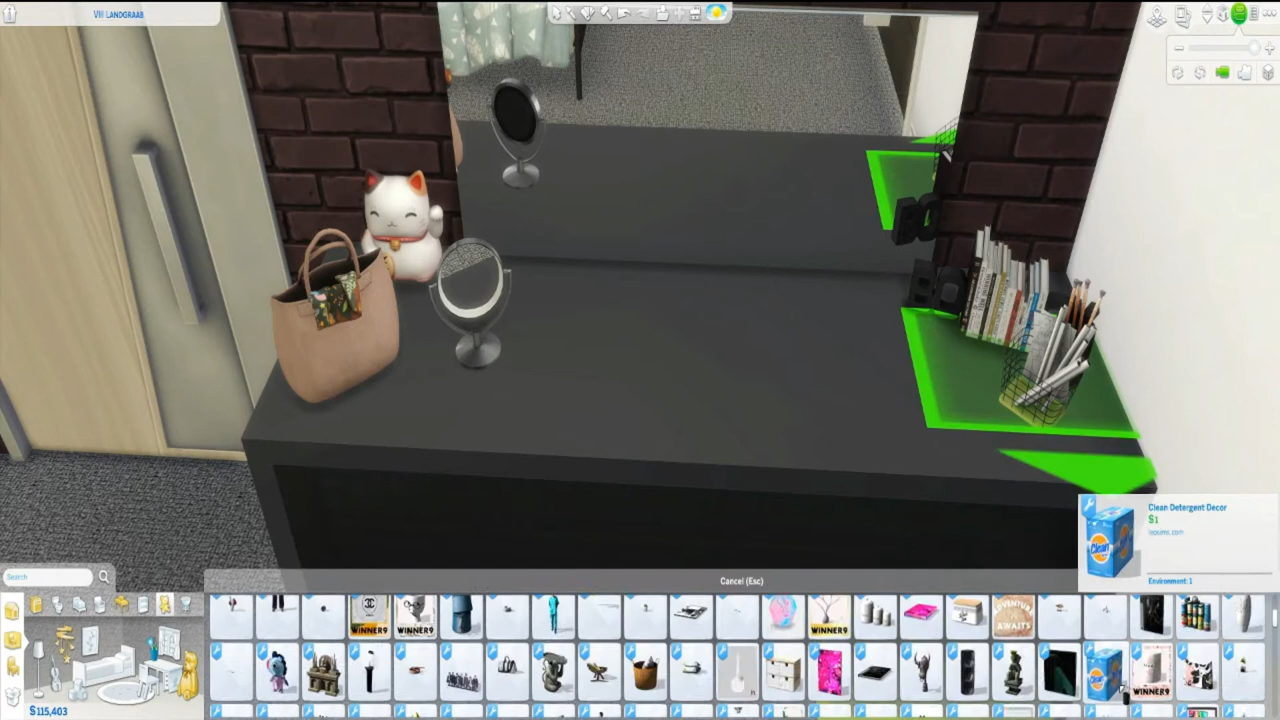 VIII LANDGRAAB
Clean Detergent Decor
§1
Environment: 1
Clean
Search
Cancel (Esc)
WINNER9
WINNER9
WINNER9
ADVENTURE
AWAITS
WINNER9
§115,403